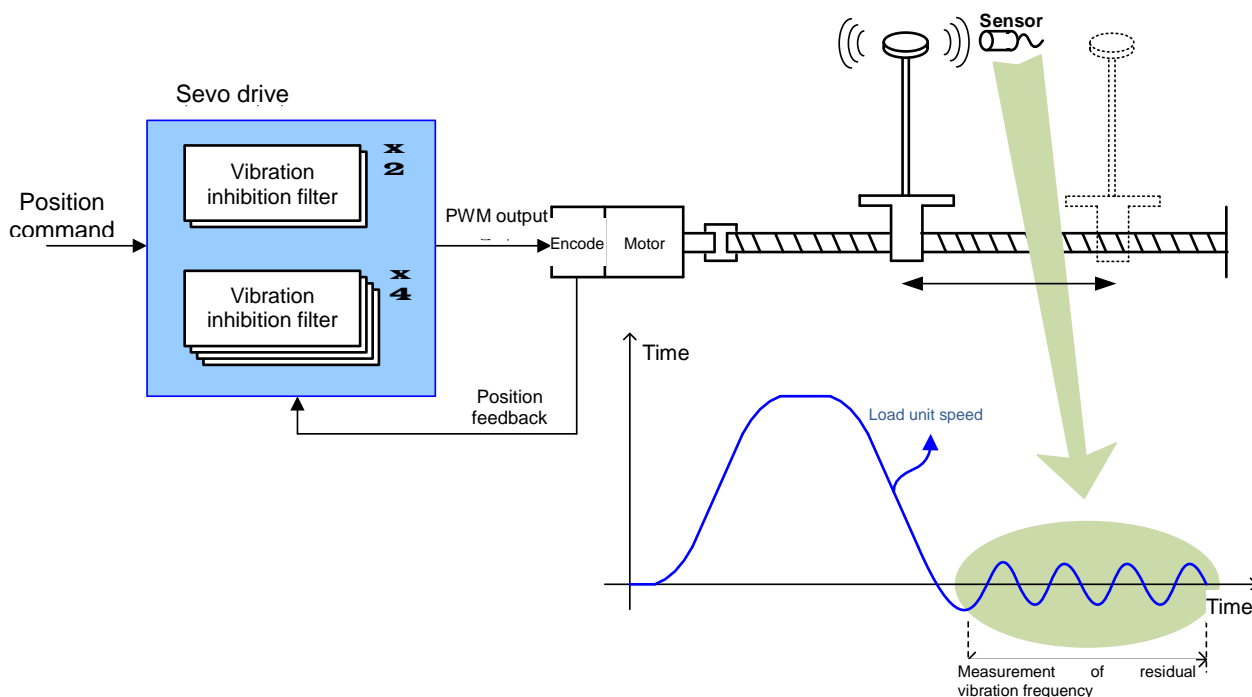 Sensor
Sevo drive
Vibration
inhibition filter
x
2
Position
command
PWM output
Encode
Motor
Vibration
inhibition filter
x
4
Position
feedback
Time
Load unit speed
Time
Measurement of residual
vibration frequency